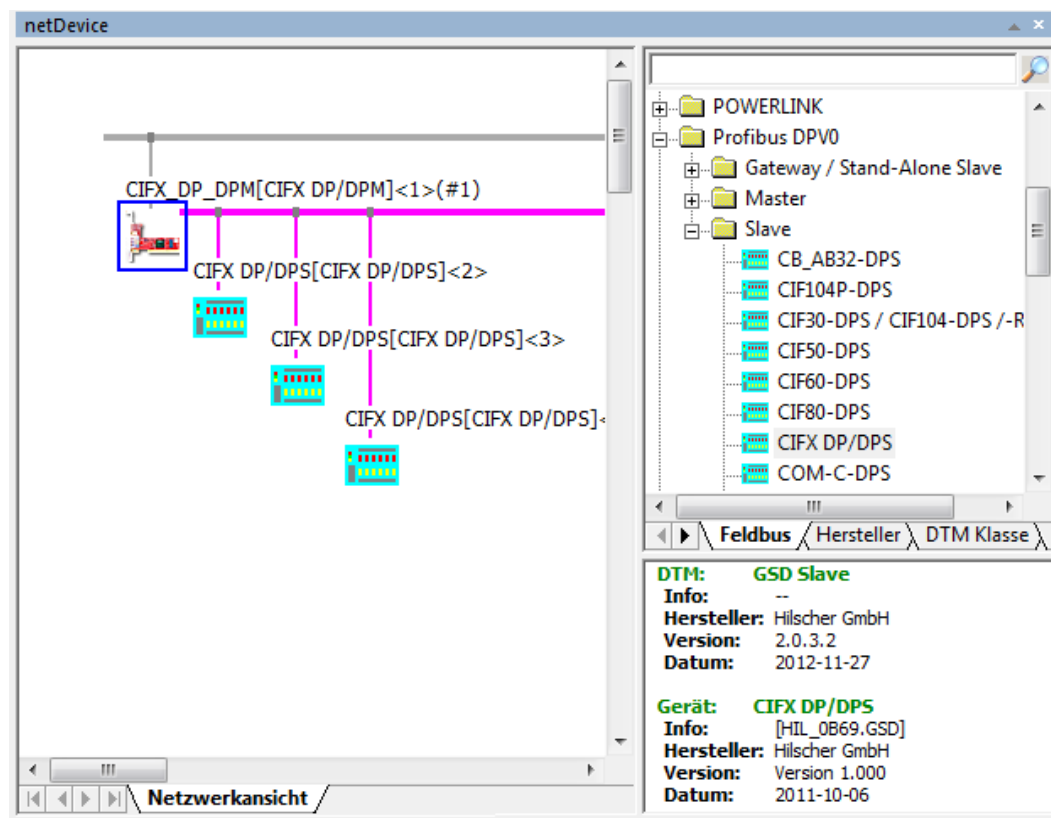 netDevice
CIFX_DP_DPM[CIFX DP/DPM]<1>(#1)
CIFX DP/DPS[CIFX DP/DPS]<2>
CIFX DP/DPS[CIFX DP/DPS]<3>
CIFX DP/DPS[CIFX DP/DPS]<
Netzwerkansicht
POWERLINK
Profibus DPV0
Gateway / Stand-Alone Slave
Master
Slave
CB_AB32-DPS
CIF104P-DPS
CIF30-DPS / CIF104-DPS /-R
CIF50-DPS
CIF60-DPS
CIF80-DPS
CIFX DP/DPS
COM-C-DPS
Feldbus Hersteller DTM Klasse
DTM: GSD Slave
Info: --
Hersteller: Hilscher GmbH
Version: 2.0.3.2
Datum: 2012-11-27
Gerät: CIFX DP/DPS
Info: [HIL_0B69.GSD]
Hersteller: Hilscher GmbH
Version: Version 1.000
Datum: 2011-10-06